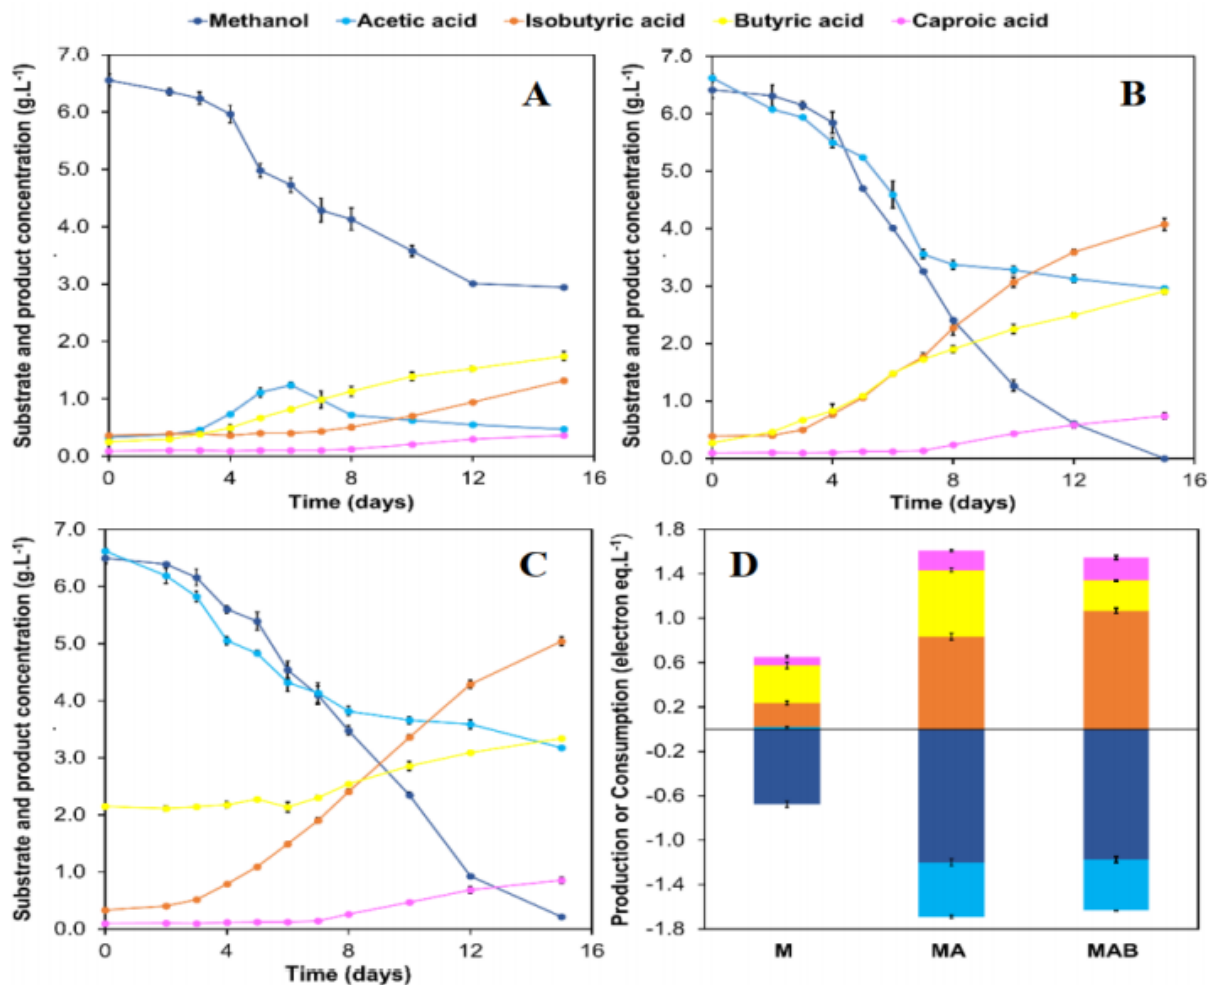 Methanol Acetic acid Isobutyric acid Butyric acid Caproic acid
A
Substrate and product concentration (g.L-1)
7.0
6.0
5.0
4.0
3.0
2.0
1.0
0.0
0 4 8 12 16
Time (days)
B
Substrate and product concentration (g.L-1)
7.0
6.0
5.0
4.0
3.0
2.0
1.0
0.0
0 4 8 12 16
Time (days)
C
Substrate and product concentration (g.L-1)
7.0
6.0
5.0
4.0
3.0
2.0
1.0
0.0
0 4 8 12 16
Time (days)
D
Production or Consumption (electron eq.L-1)
1.8
1.4
1.0
0.6
0.2
-0.2
-0.6
-1.0
-1.4
-1.8
M MA MAB